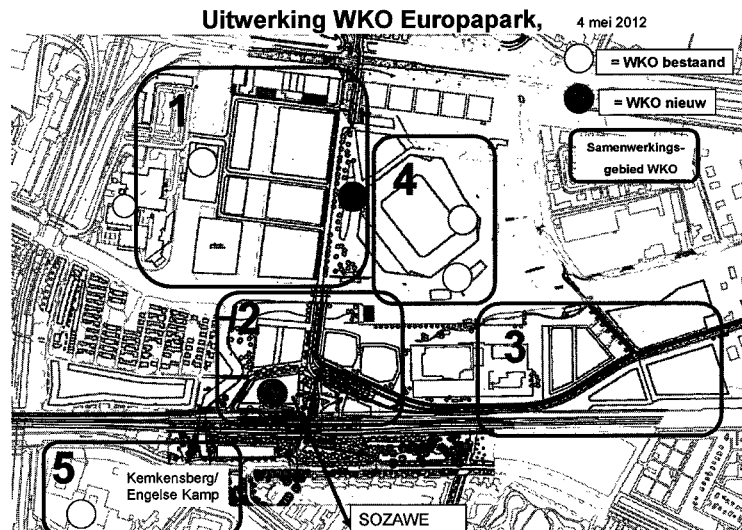 Uitwerking WKO Europapark,
4 mei 2012
= WKO bestaand
= WKO nieuw
Samenwerkings-
gebied WKO
1
4
2
3
5
Kemkensberg/
Engelse Kamp
SOZAWE